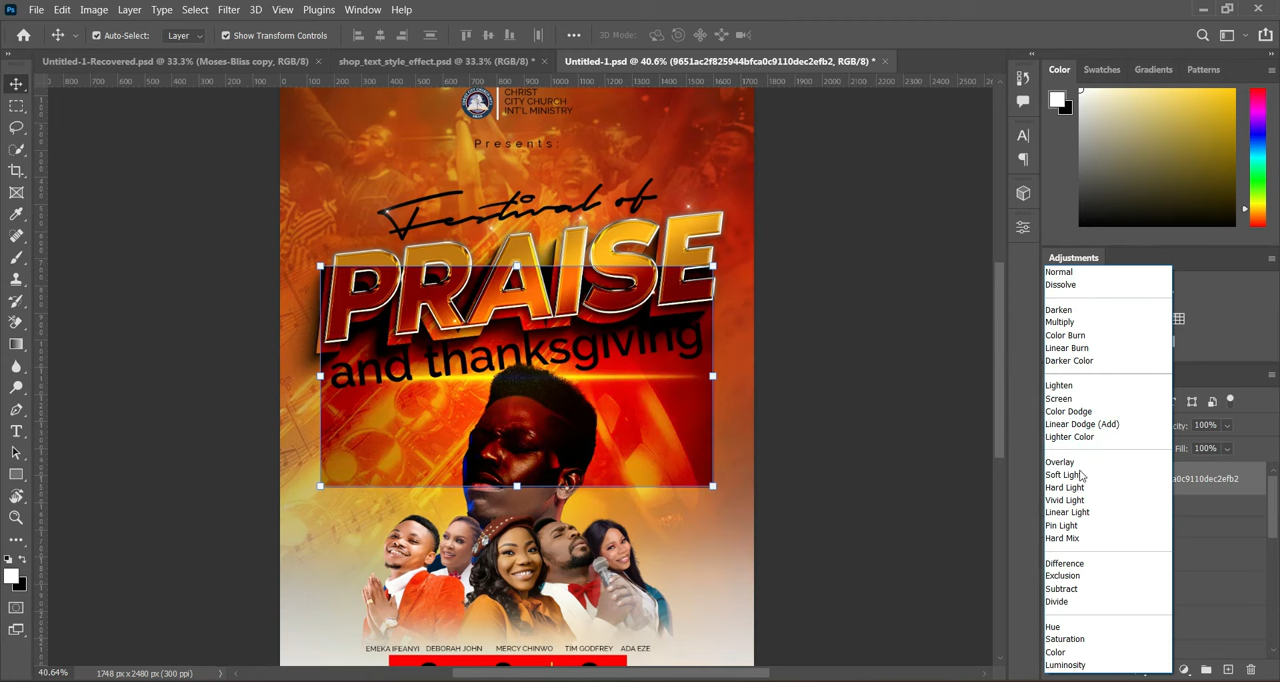 Ps File Edit Image Layer Type Select Filter 3D View Plugins Window Help
Auto-Select: Layer Show Transform Controls 3D Mode:
Untitled-1-Recovered.psd @ 33.3% (Moses-Bliss copy, RGB/8) × shop_text_style_effect.psd @ 33.3% (RGB/8) * × Untitled-1.psd @ 40.6% (9651ac2f825944bfca0c9110dec2efb2, RGB/8) * ×
CHRIST
CITY CHURCH
INT'L MINISTRY
Presents:
Festival of
PRAISE
and thanksgiving
EMEKA IFEANYI DEBORAH JOHN MERCY CHINWO TIM GODFREY ADA EZE
40.64% 1748 px x 2480 px (300 ppi)
Color Swatches Gradients Patterns
Adjustments
Normal
Dissolve
Darken
Multiply
Color Burn
Linear Burn
Darker Color
Lighten
Screen
Color Dodge
Linear Dodge (Add)
Lighter Color
Overlay
Soft Light
Hard Light
Vivid Light
Linear Light
Pin Light
Hard Mix
Difference
Exclusion
Subtract
Divide
Hue
Saturation
Color
Luminosity
100%
Fill: 100%
a0c9110dec2efb2